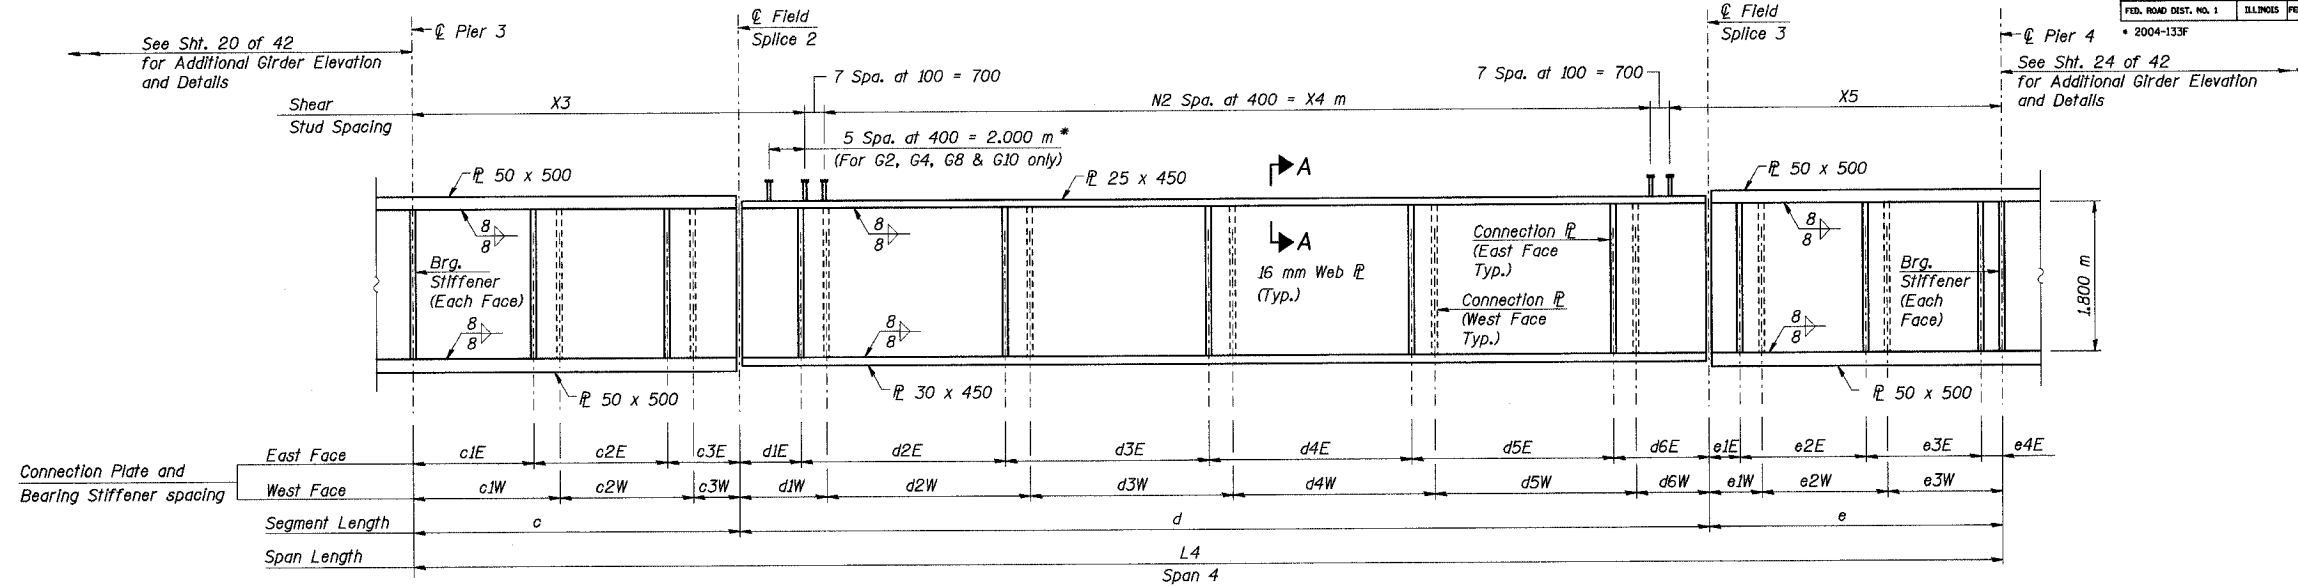 FED. ROAD DIST. NO. 1 ILLINOIS
* 2004-133F
℄ Pier 3
℄ Field
Splice 2
℄ Field
Splice 3
℄ Pier 4
See Sht. 20 of 42
for Additional Girder Elevation
and Details
See Sht. 24 of 42
for Additional Girder Elevation
and Details
7 Spa. at 100 = 700
7 Spa. at 100 = 700
Shear
Stud Spacing
X3
N2 Spa. at 400 = X4 m
X5
5 Spa. at 400 = 2.000 m *
(For G2, G4, G8 & G10 only)
A
A
℄ 50 x 500
℄ 25 x 450
℄ 50 x 500
8
8
8
8
8
8
Brg.
Stiffener
(Each Face)
16 mm Web ℄
(Typ.)
Connection ℄
(East Face
Typ.)
Connection ℄
(West Face
Typ.)
Brg.
Stiffener
(Each
Face)
1.800 m
8
8
8
8
8
8
℄ 50 x 500
℄ 30 x 450
℄ 50 x 500
Connection Plate and
Bearing Stiffener spacing
East Face c1E c2E c3E d1E d2E d3E d4E d5E d6E e1E e2E e3E e4E
West Face c1W c2W c3W d1W d2W d3W d4W d5W d6W e1W e2W e3W
Segment Length c d e
Span Length L4
Span 4